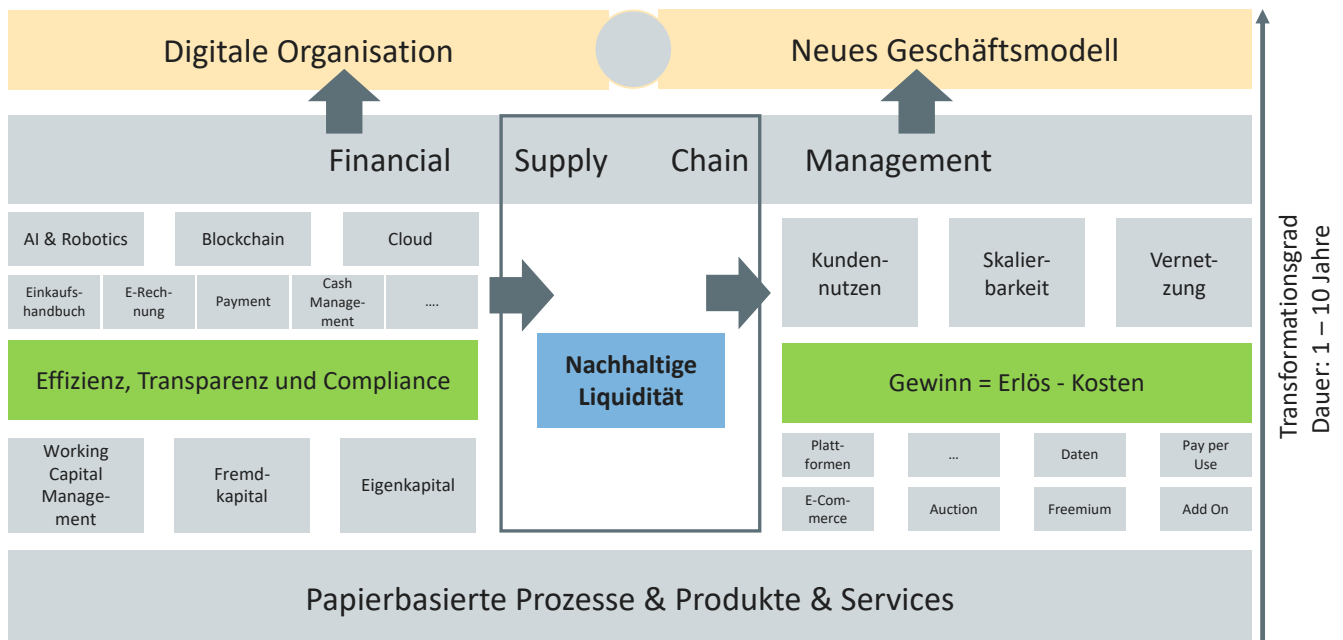 Digitale Organisation
Neues Geschäftsmodell
Financial Supply Chain Management
AI & Robotics
Blockchain
Cloud
Einkaufs-
handbuch
E-Rech-
nung
Payment
Cash
Manage-
ment
....
Effizienz, Transparenz und Compliance
Working
Capital
Manage-
ment
Fremd-
kapital
Eigenkapital
Nachhaltige
Liquidität
Kunden-
nutzen
Skalier-
barkeit
Vernet-
zung
Gewinn = Erlös - Kosten
Platt-
formen
...
Daten
Pay per
Use
E-Com-
merce
Auction
Freemium
Add On
Papierbasierte Prozesse & Produkte & Services
Transformationsgrad
Dauer: 1 – 10 Jahre